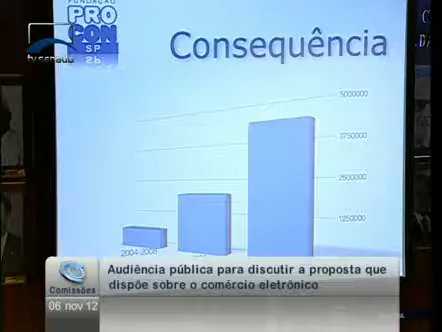 FUNDAÇÃO
PRO
CON
SP
tv senado
Consequência
5000000
3750000
2500000
1250000
2004-2008
Audiência pública para discutir a proposta que
dispõe sobre o comércio eletrônico
Comissões
06 nov 12